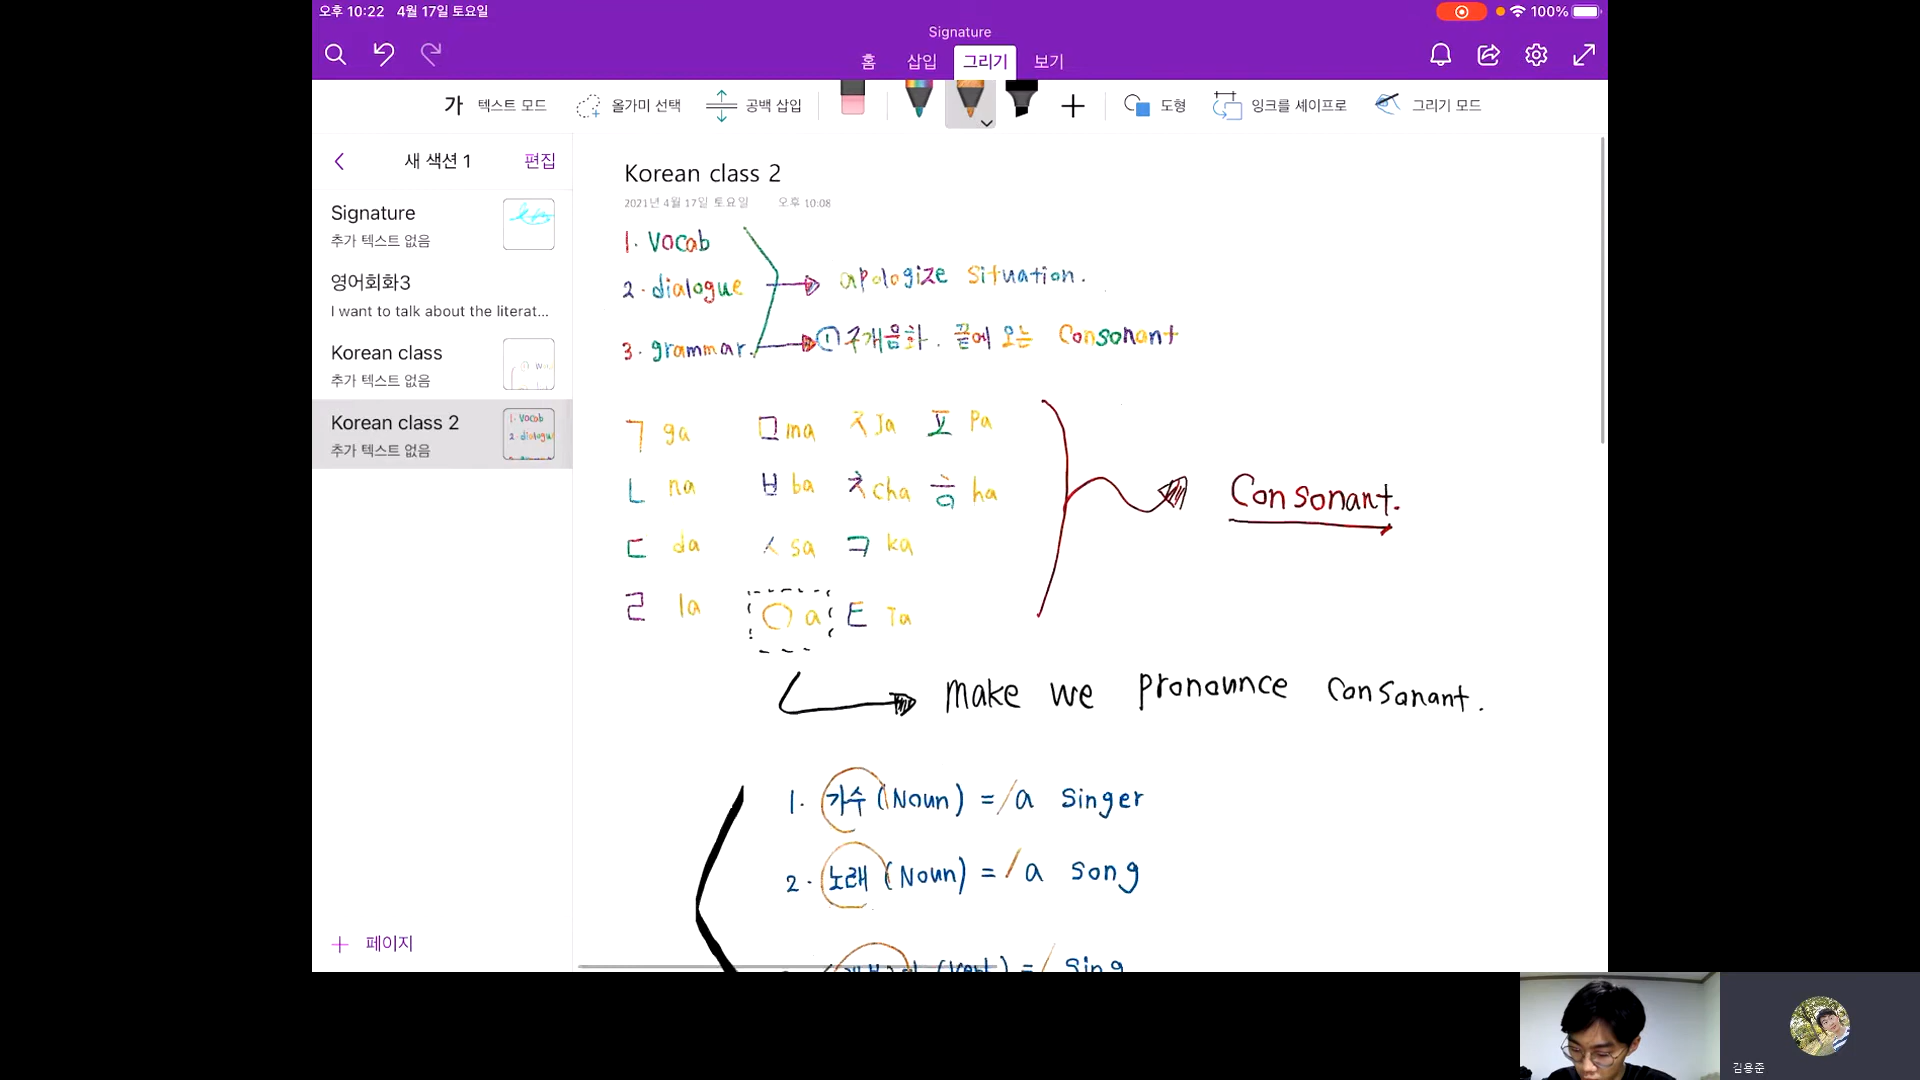 오후 10:22 4월 17일 토요일
100%
Signature
홈 삽입 그리기 보기
가 텍스트 모드 올가미 선택 공백 삽입 도형 잉크를 셰이프로 그리기 모드
새 섹션 1 편집
Signature
추가 텍스트 없음
영어회화3
I want to talk about the literat...
Korean class
추가 텍스트 없음
Korean class 2
추가 텍스트 없음
페이지
Korean class 2
2021년 4월 17일 토요일 오후 10:08
1. Vocab
2. dialogue → apologize situation.
3. grammar. → ① 구개음화. 끝에 오는 Consonant
ㄱ ga ㅁ ma ㅈ Ja ㅍ Pa
ㄴ na ㅂ ba ㅊ cha ㅎ ha
ㄷ da ㅅ sa ㅋ ka
ㄹ la ㅇ a ㅌ Ta
Consonant.
make we pronounce consonant.
1. 가수 (Noun) = / a singer
2. 노래 (Noun) = / a song
= / sing
김용준